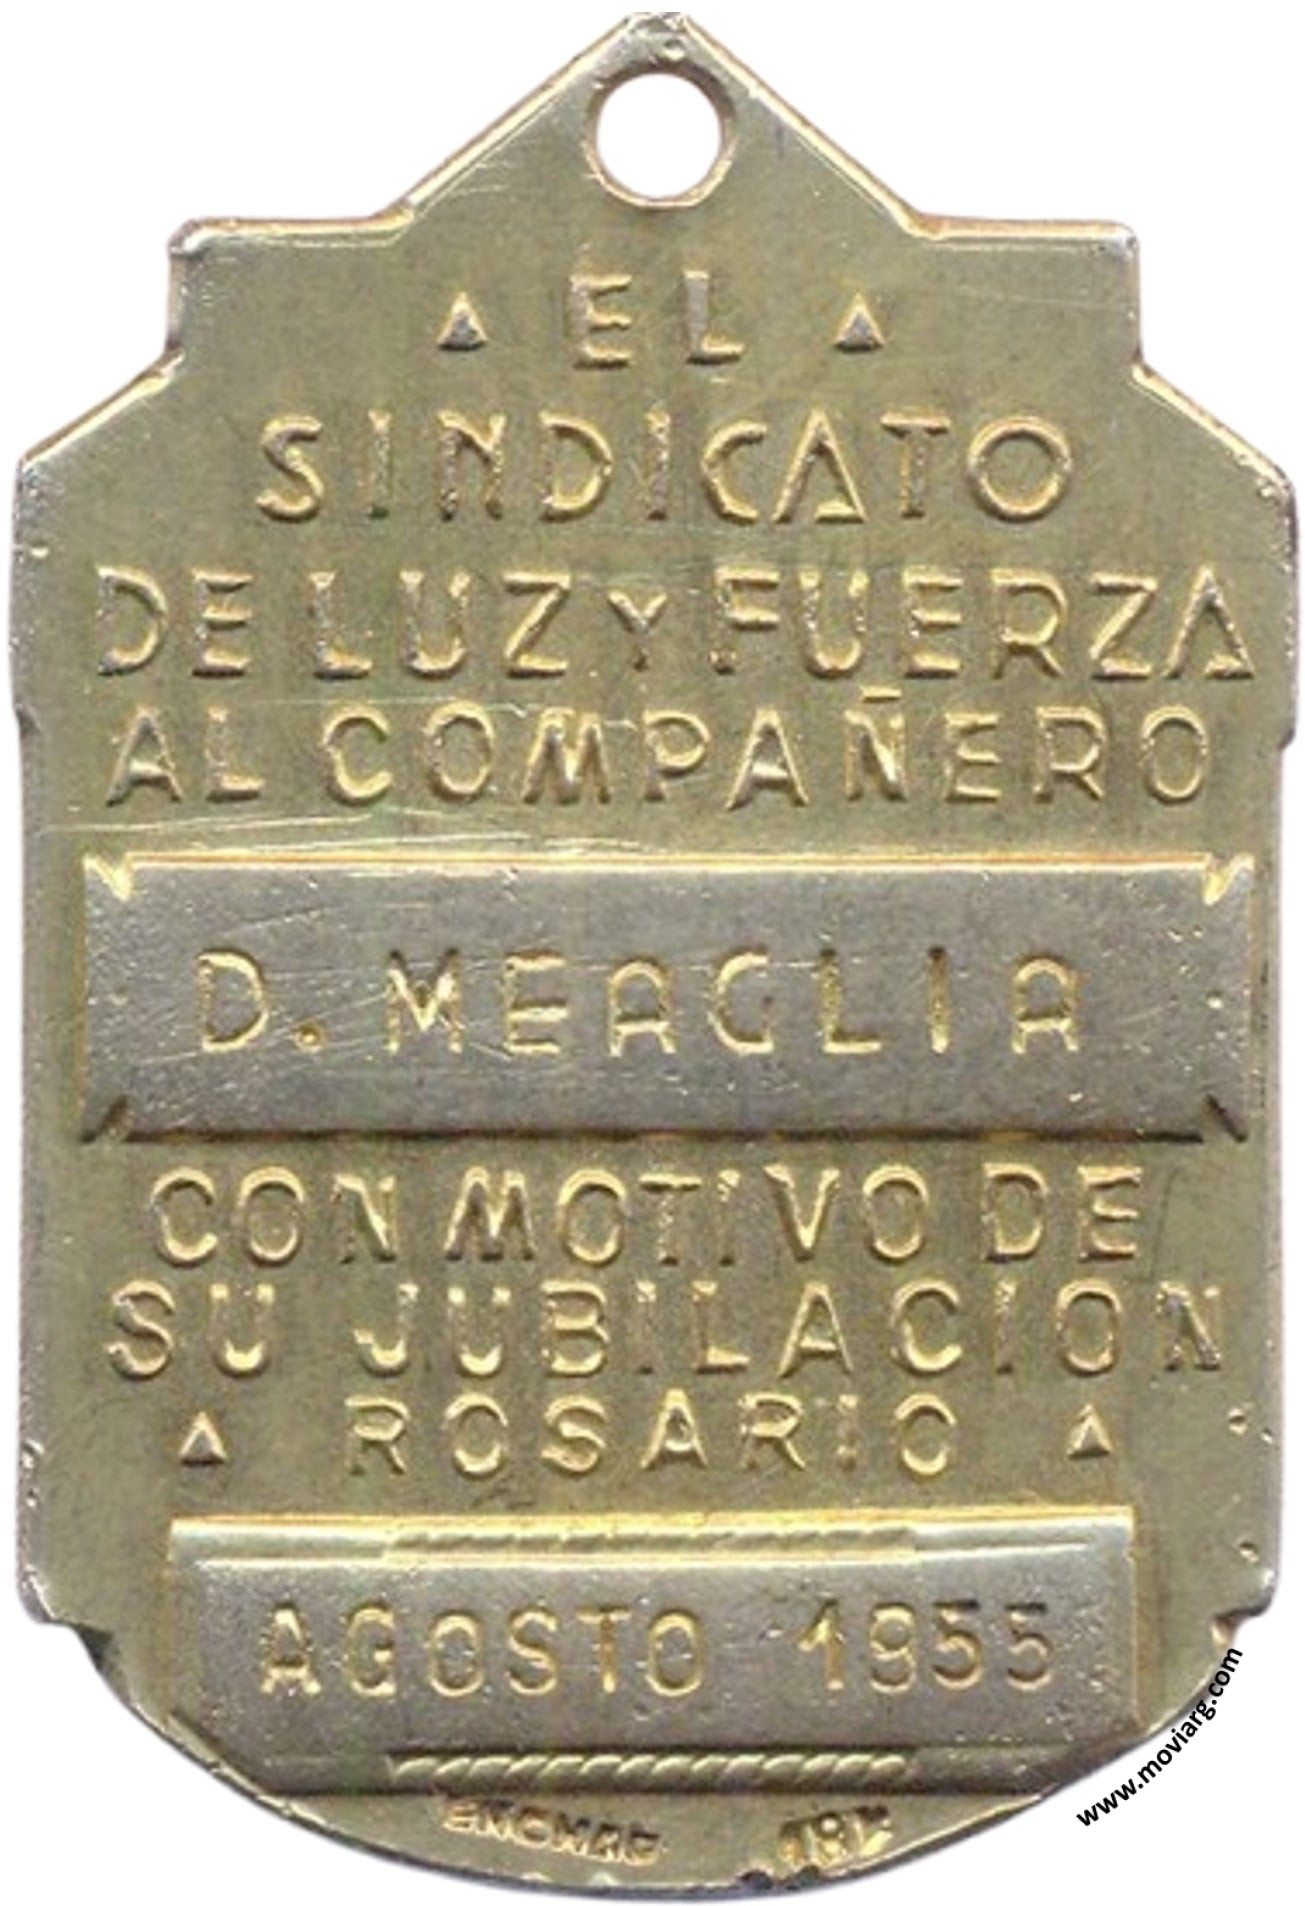 EL
SINDICATO
DE LUZ Y FUERZA
AL COMPAÑERO
D. MEAGLIA
CON MOTIVO DE
SU JUBILACION
ROSARIO
AGOSTO 1955
www.moviarg.com